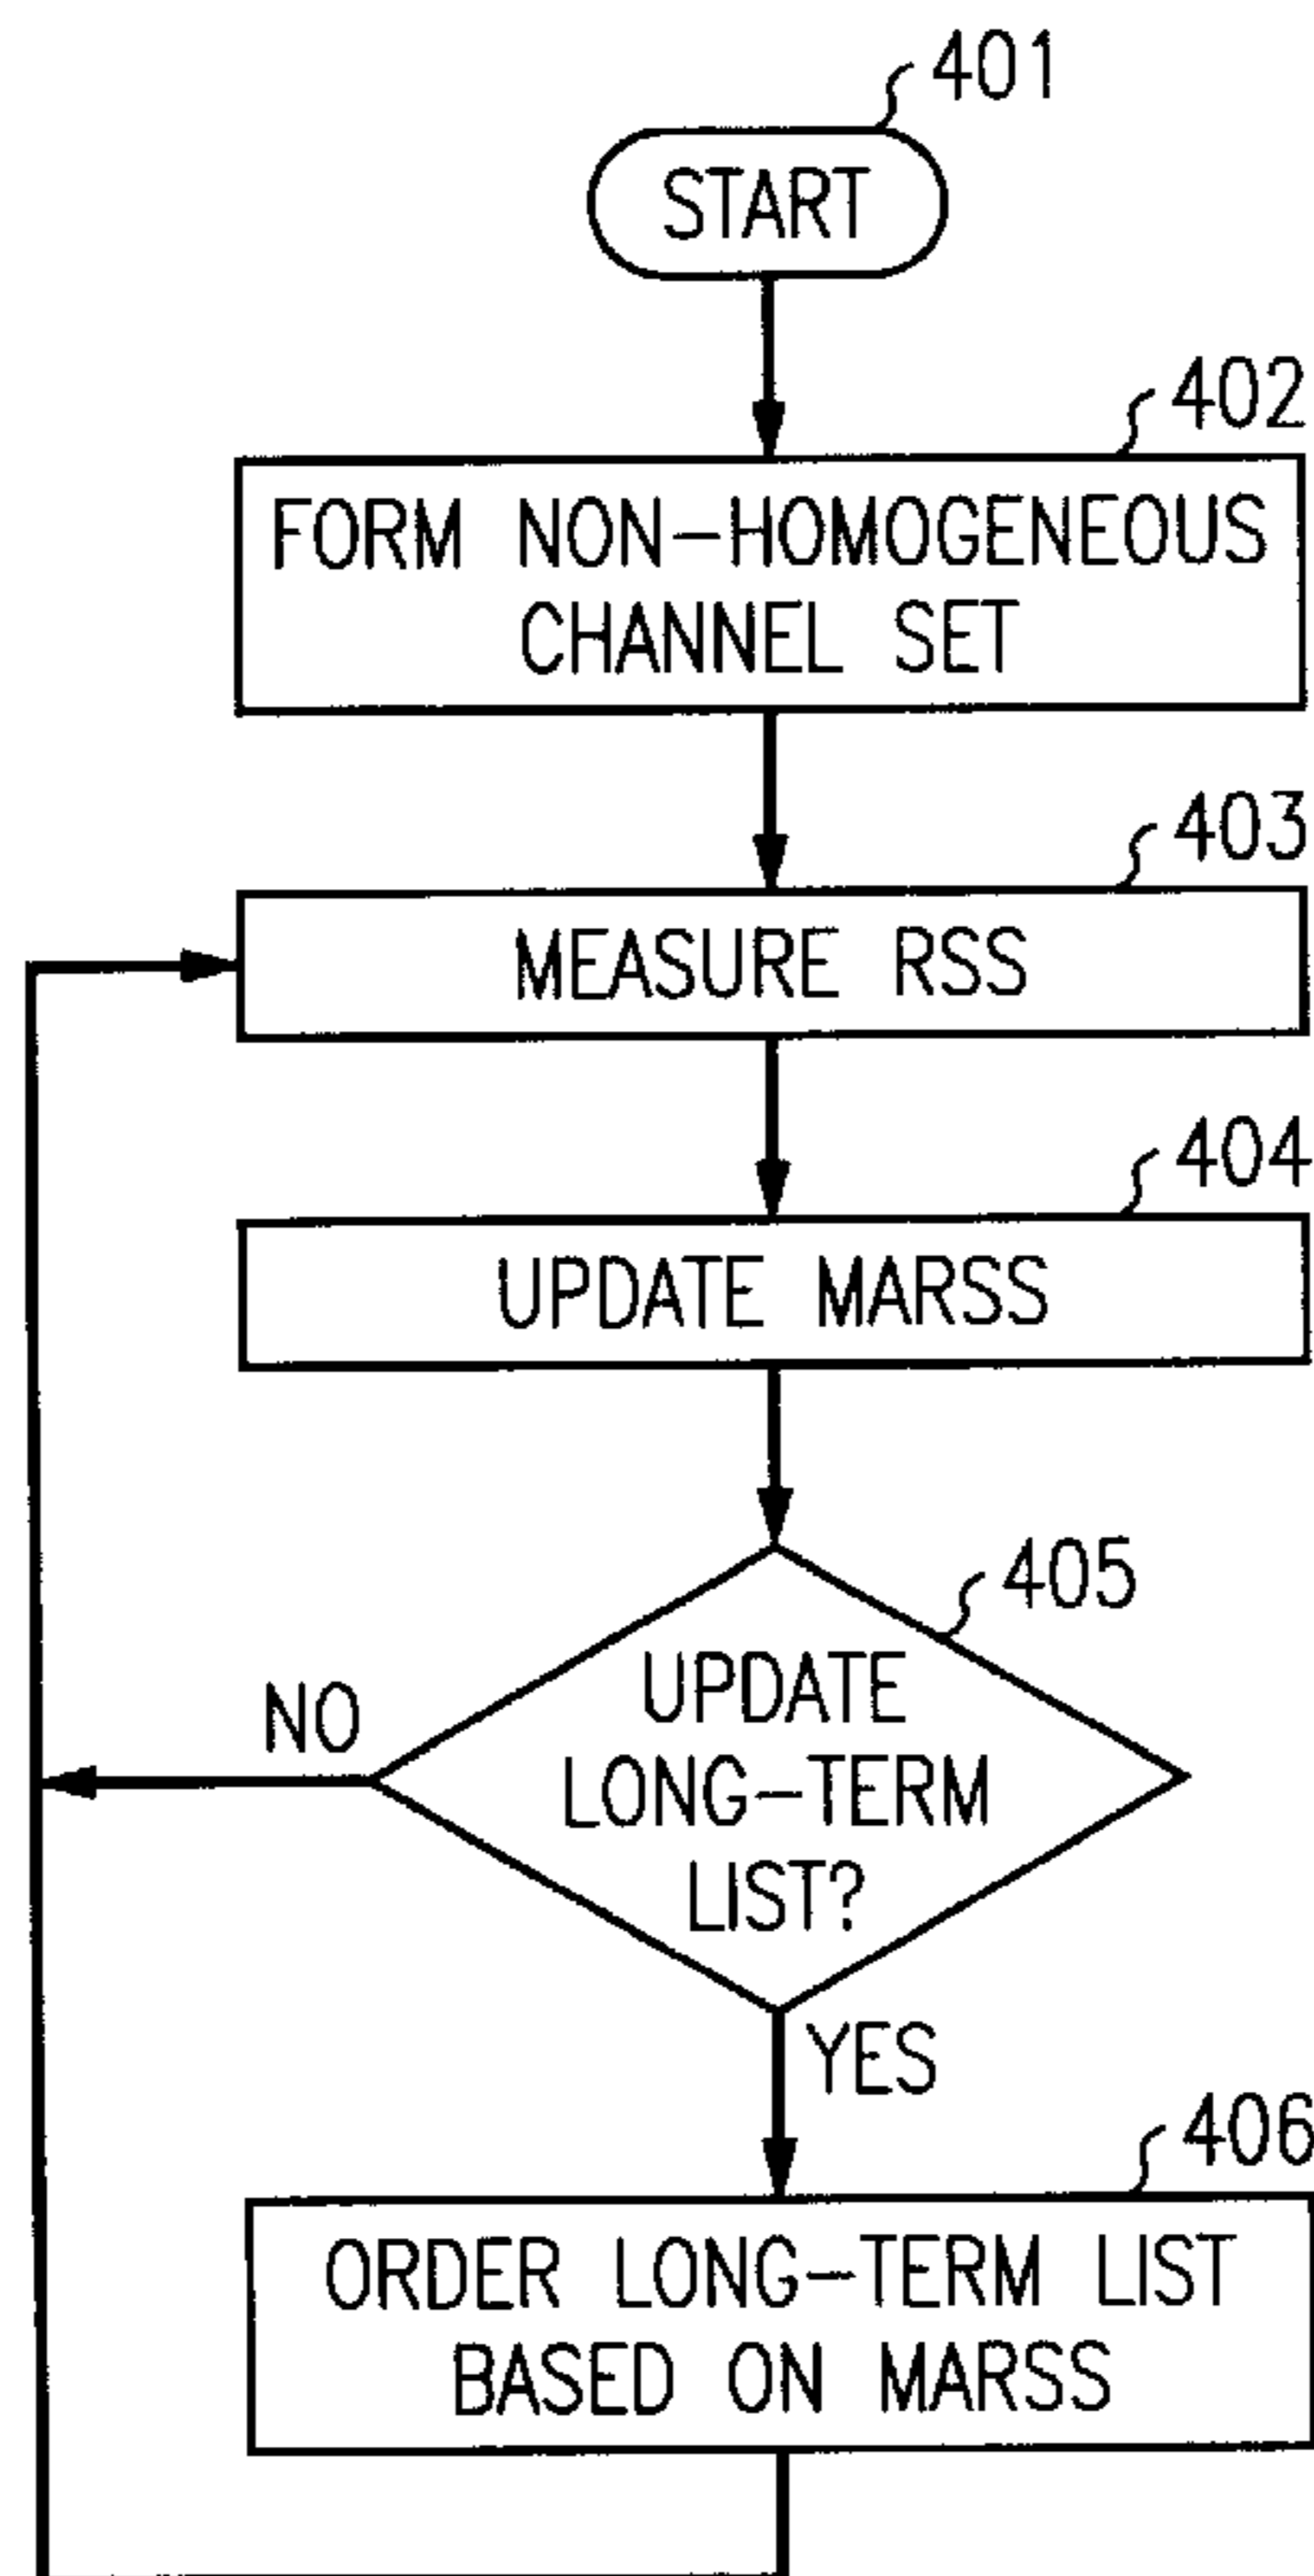 401
START
402
FORM NON-HOMOGENEOUS
CHANNEL SET
403
MEASURE RSS
404
UPDATE MARSS
405
UPDATE
LONG-TERM
LIST?
NO
YES
406
ORDER LONG-TERM LIST
BASED ON MARSS